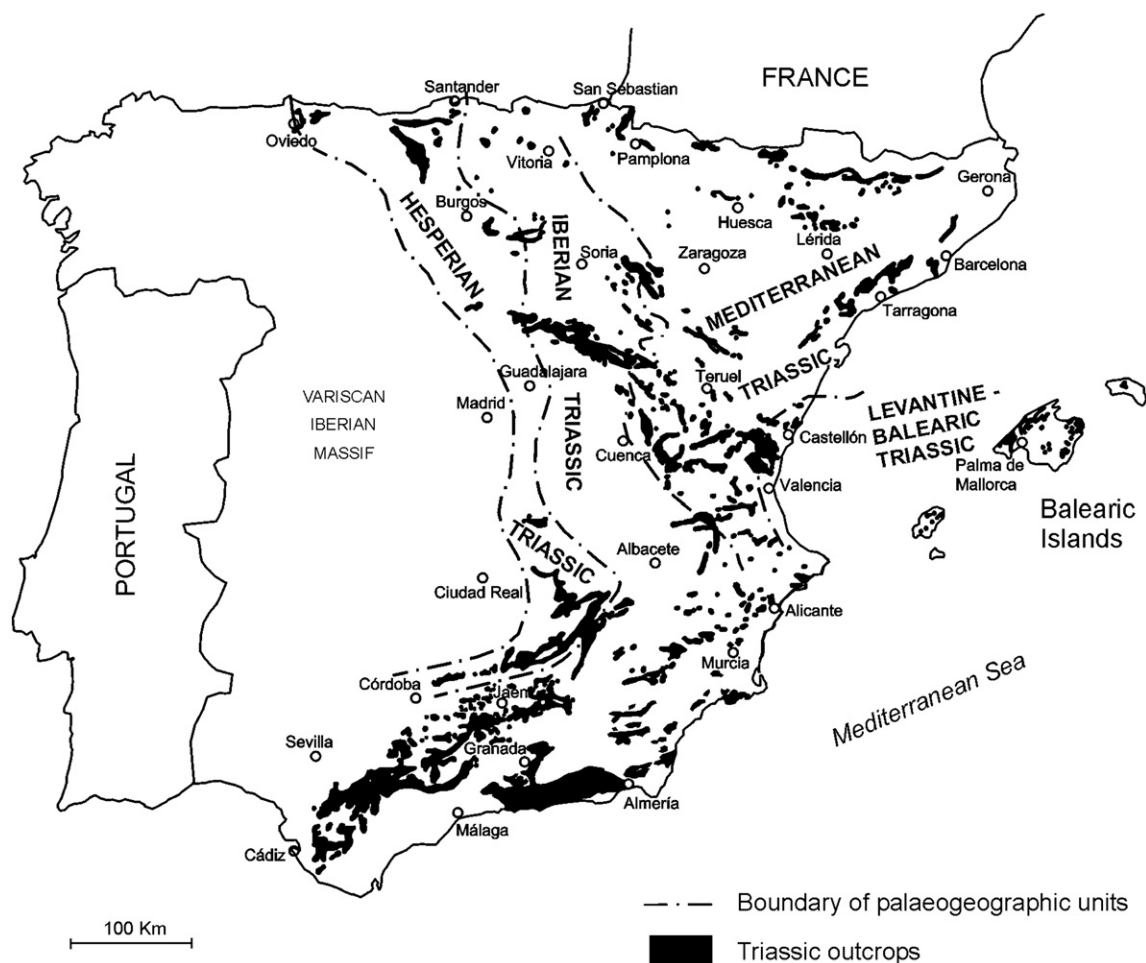 FRANCE
Santander
San Sebastian
Oviedo
Vitoria
Pamplona
Gerona
Burgos
Huesca
HESPERIAN
IBERIAN
Soria
Zaragoza
Lérida
Barcelona
MEDITERRANEAN
Tarragona
Guadalajara
Teruel
TRIASSIC
VARISCAN
IBERIAN
MASSIF
Madrid
TRIASSIC
LEVANTINE -
BALEARIC
TRIASSIC
Castellón
Cuenca
Palma de
Mallorca
Valencia
Balearic
Islands
PORTUGAL
TRIASSIC
Albacete
Ciudad Real
Alicante
Murcia
Córdoba
Jaén
Mediterranean Sea
Sevilla
Granada
Almería
Málaga
Cádiz
100 Km
Boundary of palaeogeographic units
Triassic outcrops